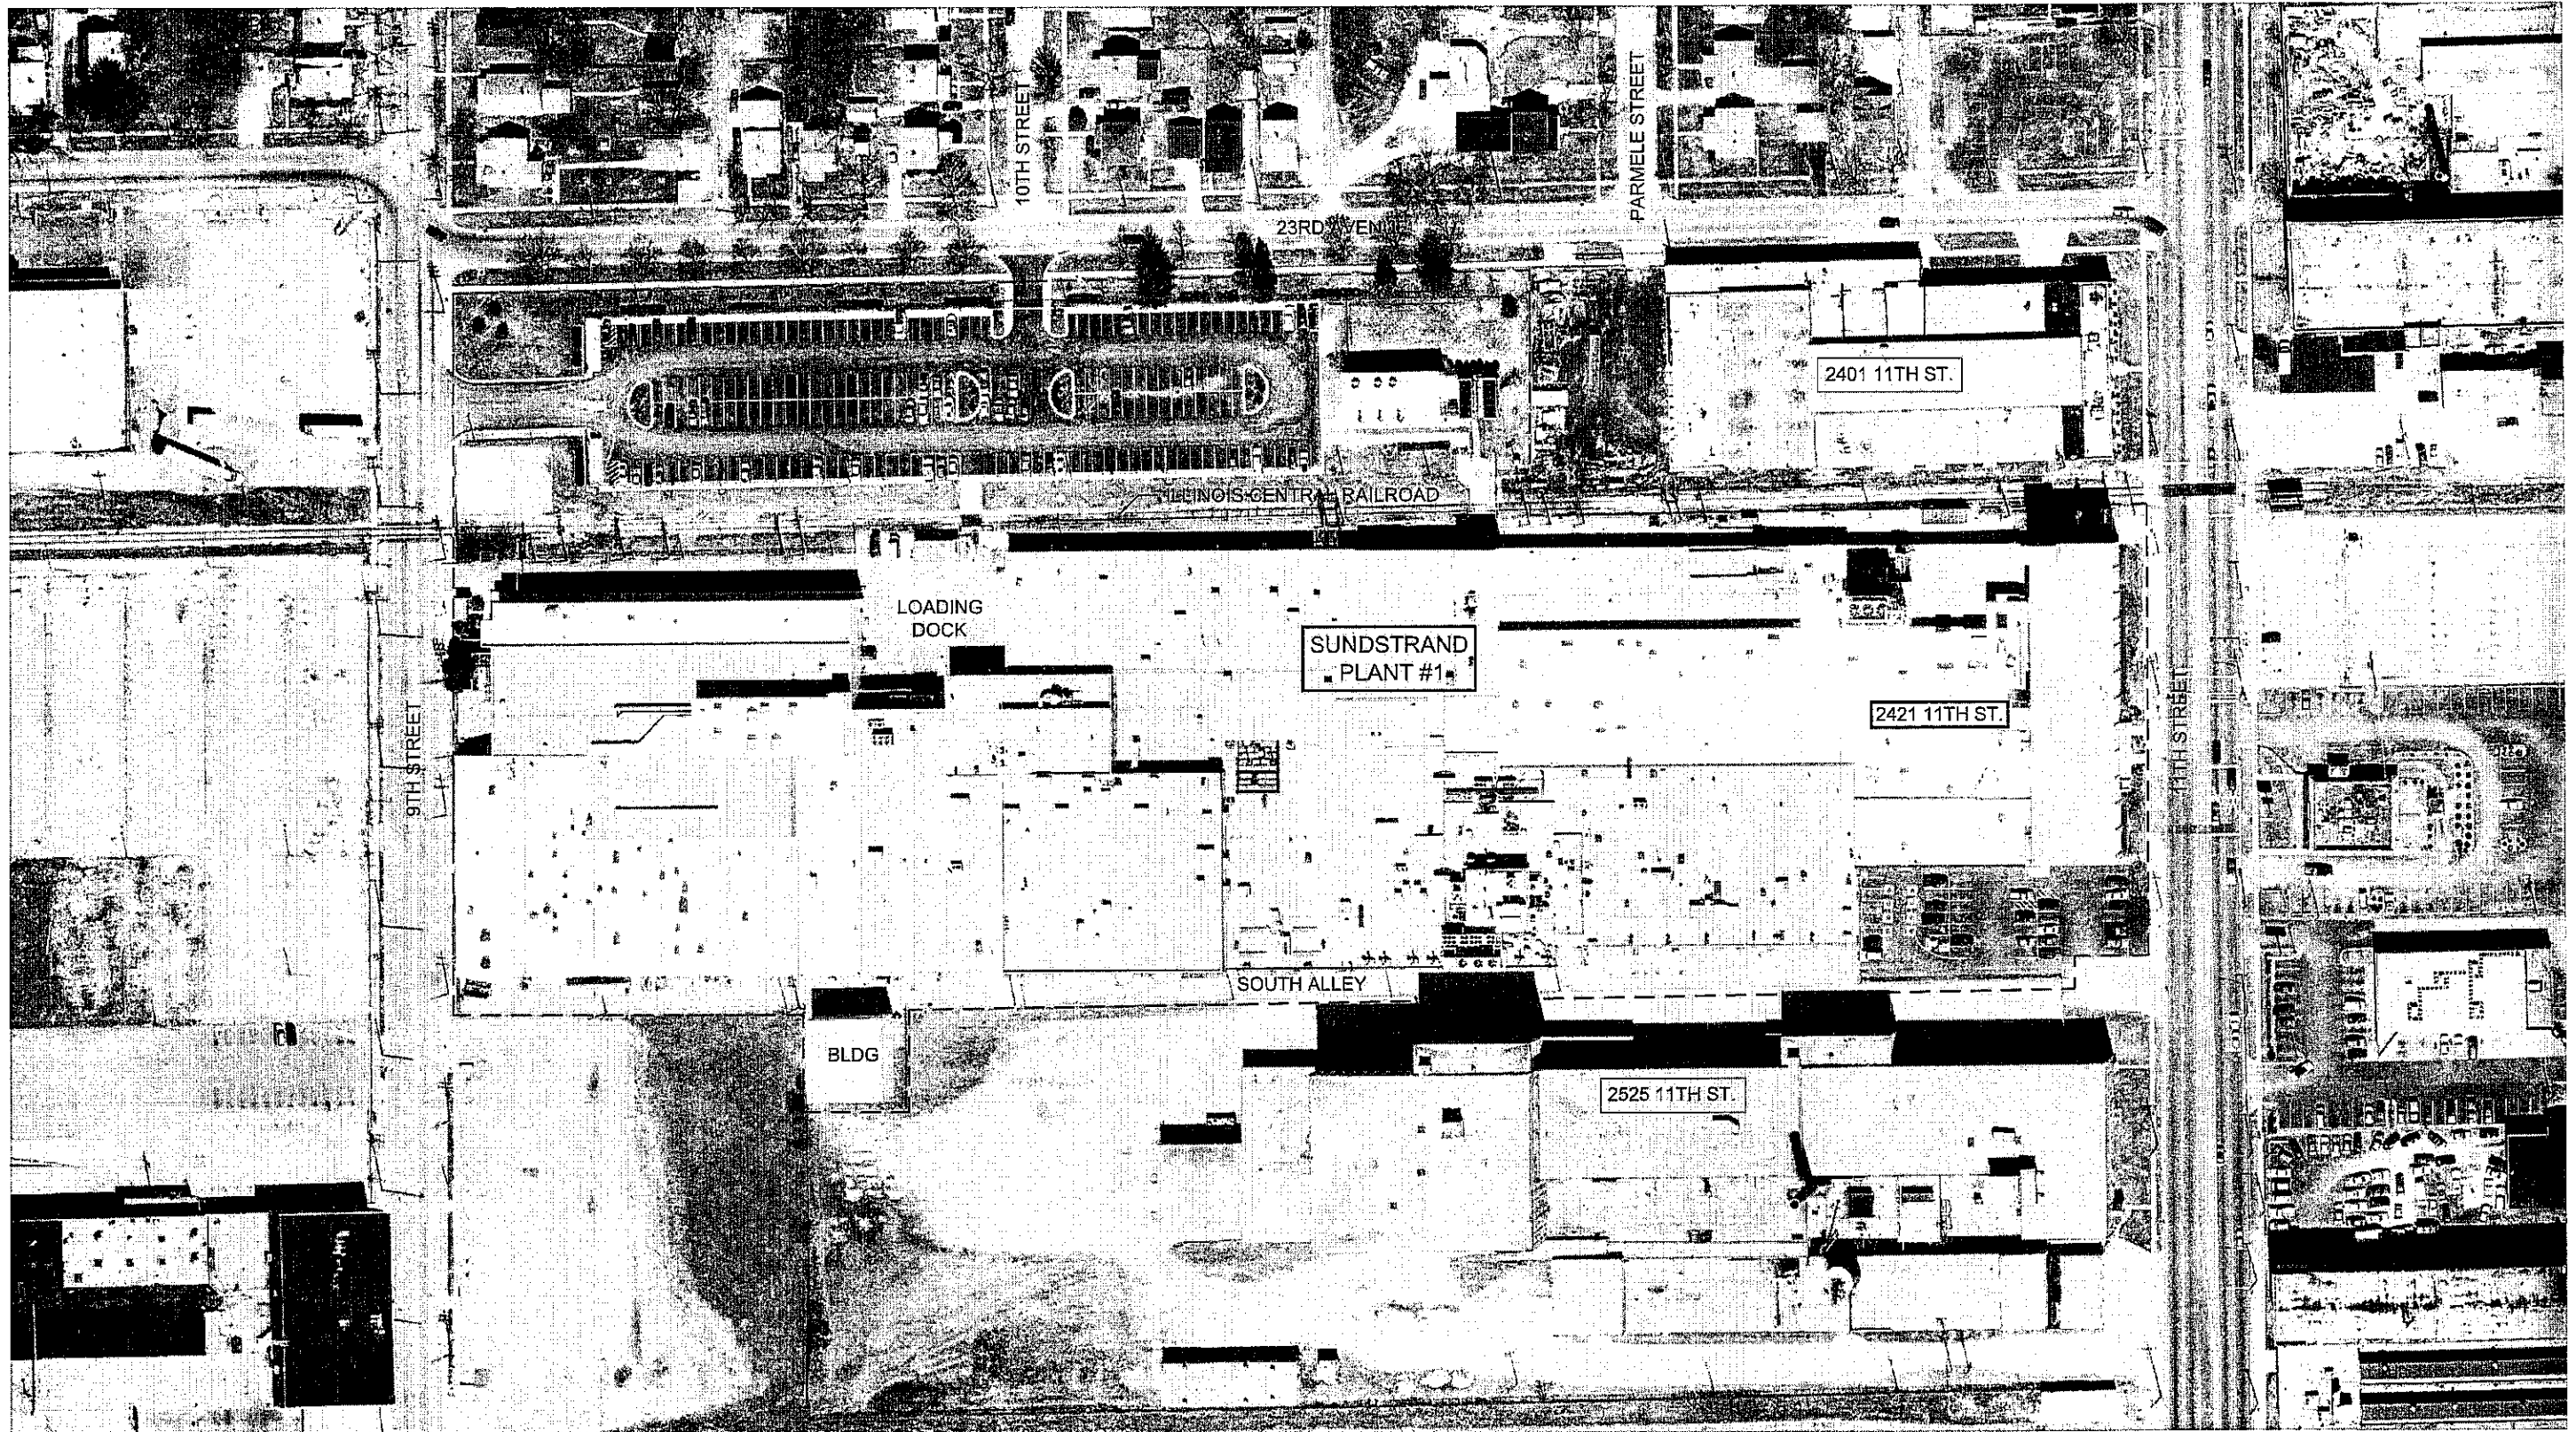 10TH STREET
PARMELE STREET
23RD AVENUE
2401 11TH ST.
ILLINOIS CENTRAL RAILROAD
LOADING
DOCK
SUNDSTRAND
PLANT #1
2421 11TH ST.
9TH STREET
11TH STREET
SOUTH ALLEY
BLDG
2525 11TH ST.